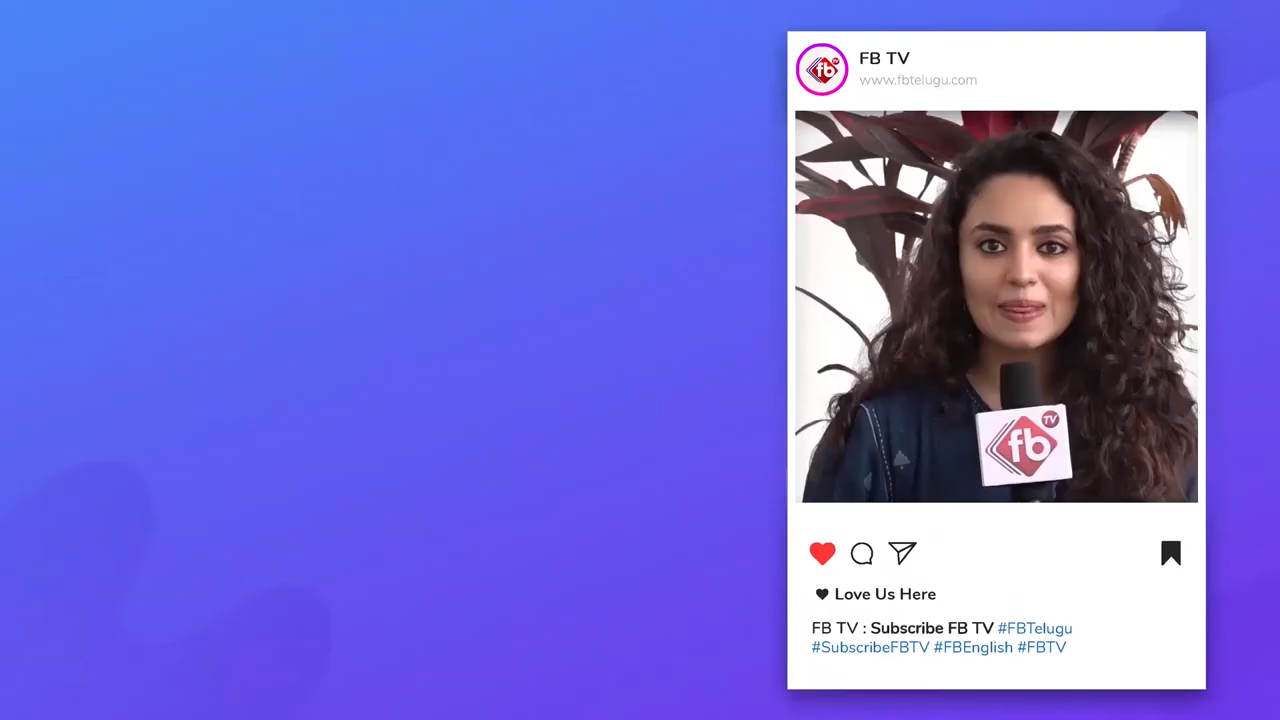 fb TV
FB TV
www.fbtelugu.com
fb TV
Love Us Here
FB TV : Subscribe FB TV #FBTelugu
#SubscribeFBTV #FBEnglish #FBTV